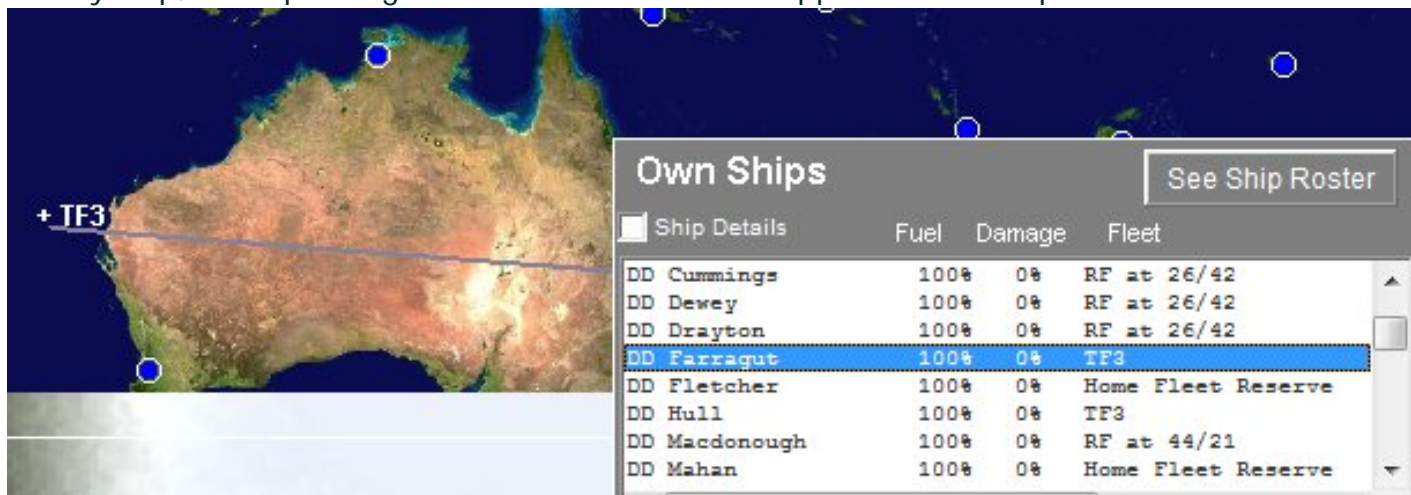 + TF3
Own Ships
See Ship Roster
Ship Details Fuel Damage Fleet
DD Cummings 100% 0% RF at 26/42
DD Dewey 100% 0% RF at 26/42
DD Drayton 100% 0% RF at 26/42
DD Farragut 100% 0% TF3
DD Fletcher 100% 0% Home Fleet Reserve
DD Hull 100% 0% TF3
DD Macdonough 100% 0% RF at 44/21
DD Mahan 100% 0% Home Fleet Reserve